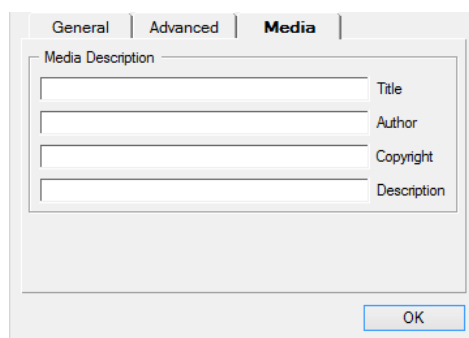 General Advanced Media
Media Description
Title
Author
Copyright
Description
OK